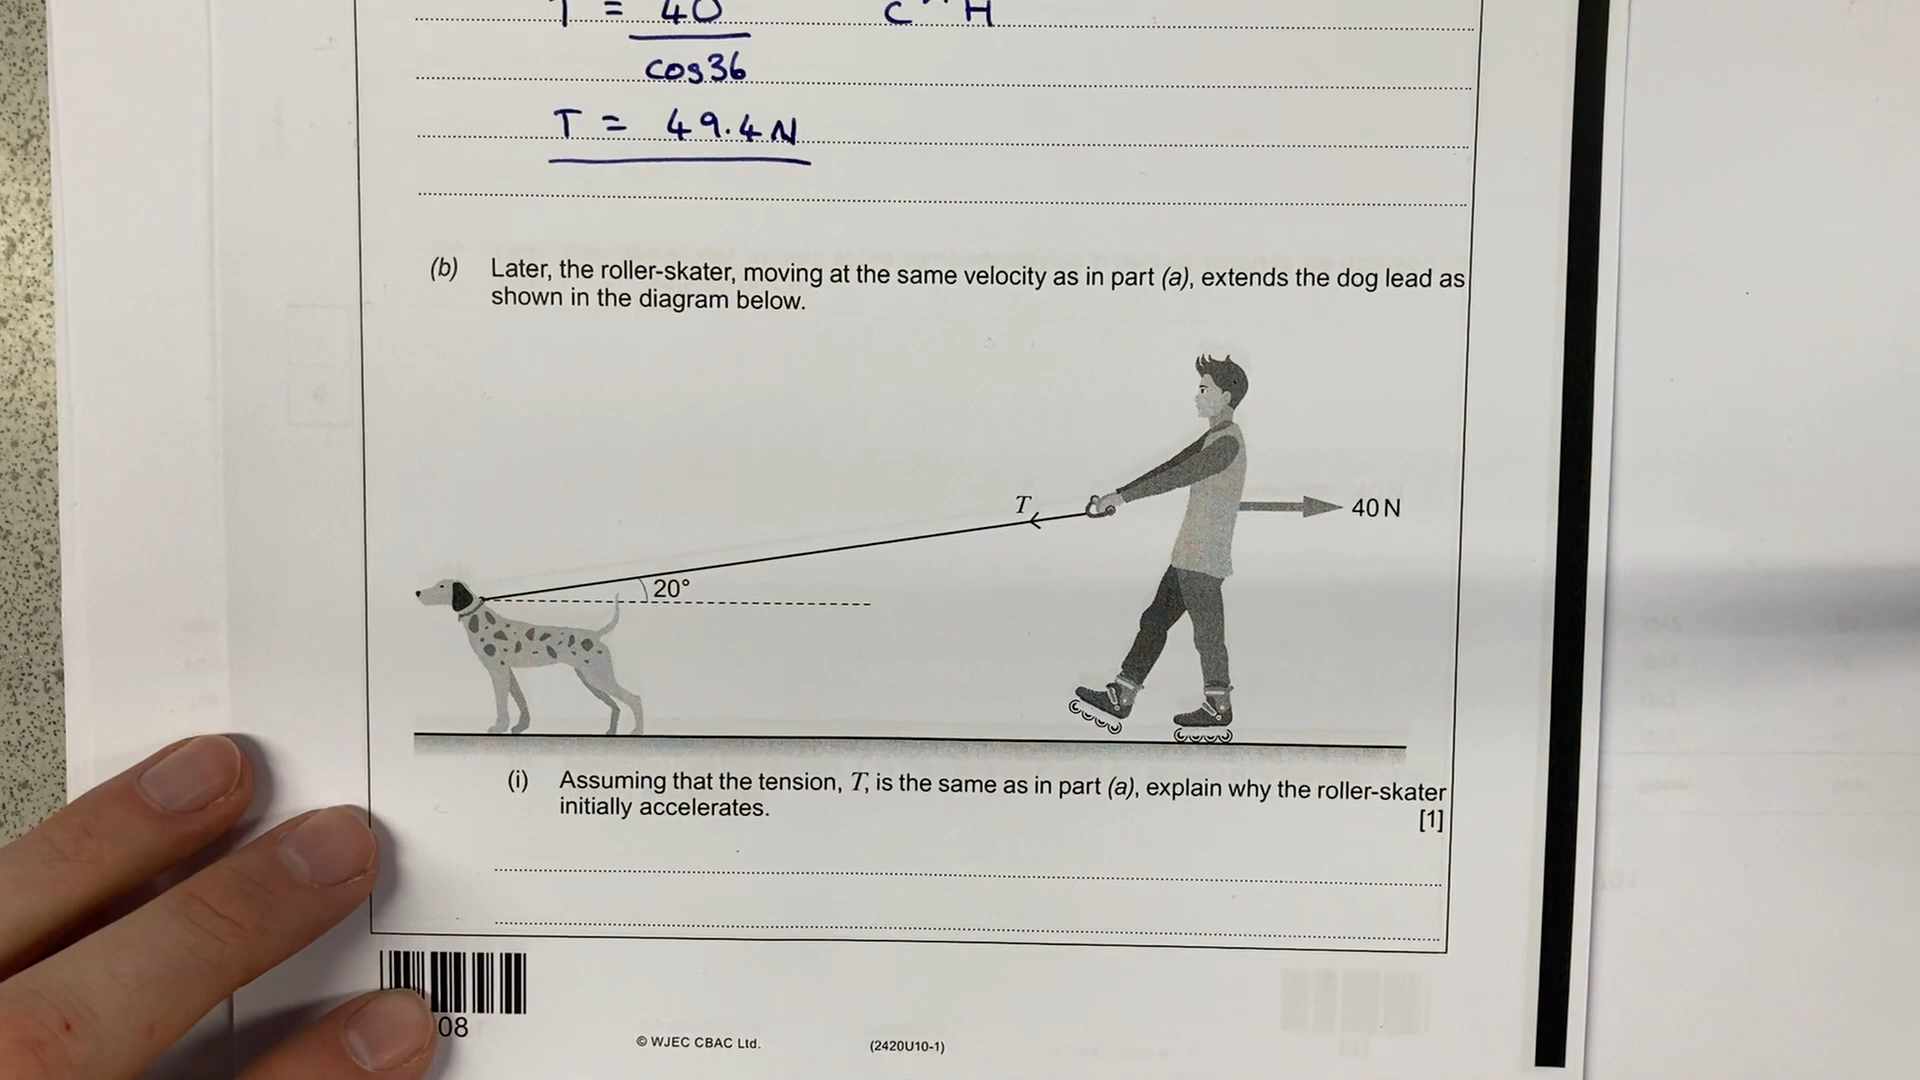 T = 40 C H
cos36
T = 49.4N
(b) Later, the roller-skater, moving at the same velocity as in part (a), extends the dog lead as
shown in the diagram below.
T
40 N
20°
(i) Assuming that the tension, T, is the same as in part (a), explain why the roller-skater
initially accelerates.
[1]
08
© WJEC CBAC Ltd.
(2420U10-1)